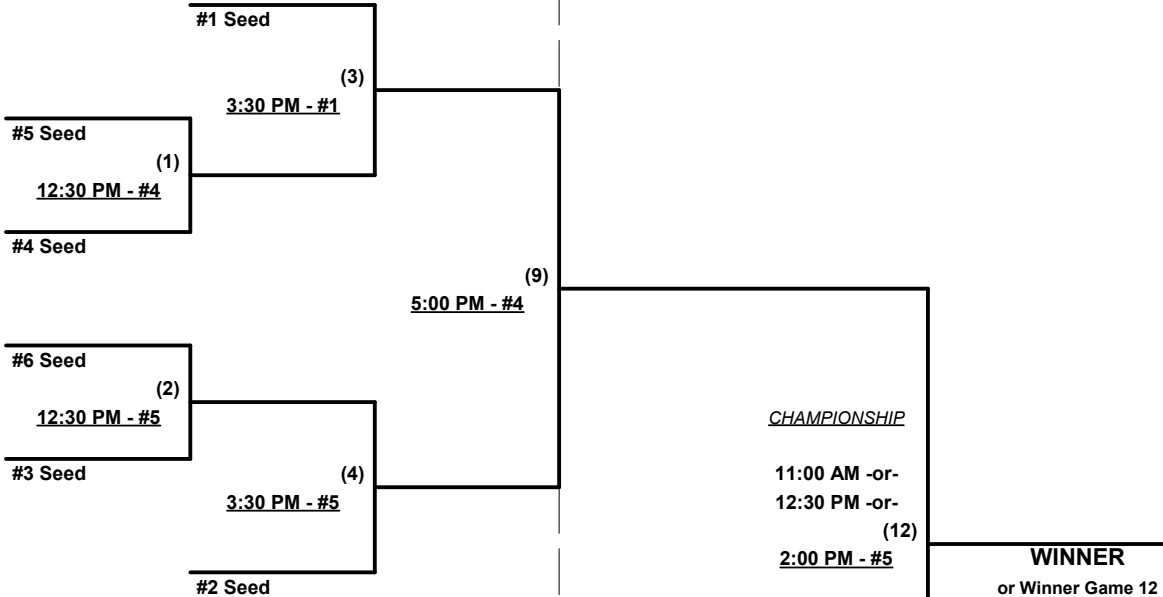 #1 Seed
(3)
3:30 PM - #1
#5 Seed
(1)
12:30 PM - #4
#4 Seed
(9)
5:00 PM - #4
#6 Seed
(2)
12:30 PM - #5
#3 Seed
(4)
3:30 PM - #5
#2 Seed
CHAMPIONSHIP
11:00 AM -or-
12:30 PM -or-
(12)
2:00 PM - #5
WINNER
or Winner Game 12